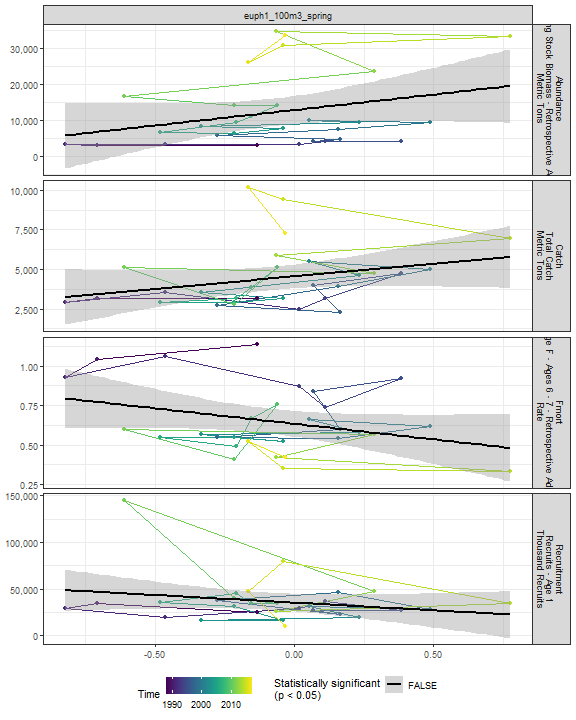 euph1_100m3_spring
30,000
20,000
10,000
0
Abundance
ng Stock Biomass - Retrospective A
Metric Tons
10,000
7,500
5,000
2,500
Catch
Total Catch
Metric Tons
1.00
0.75
0.50
0.25
Fmort
ge F - Ages 6 - 7 - Retrospective Ad
Rate
150,000
100,000
50,000
0
Recruitment
Recruits - Age 1
Thousand Recruits
-0.50
0.00
0.50
Time
1990 2000 2010
Statistically significant
(p < 0.05)
FALSE